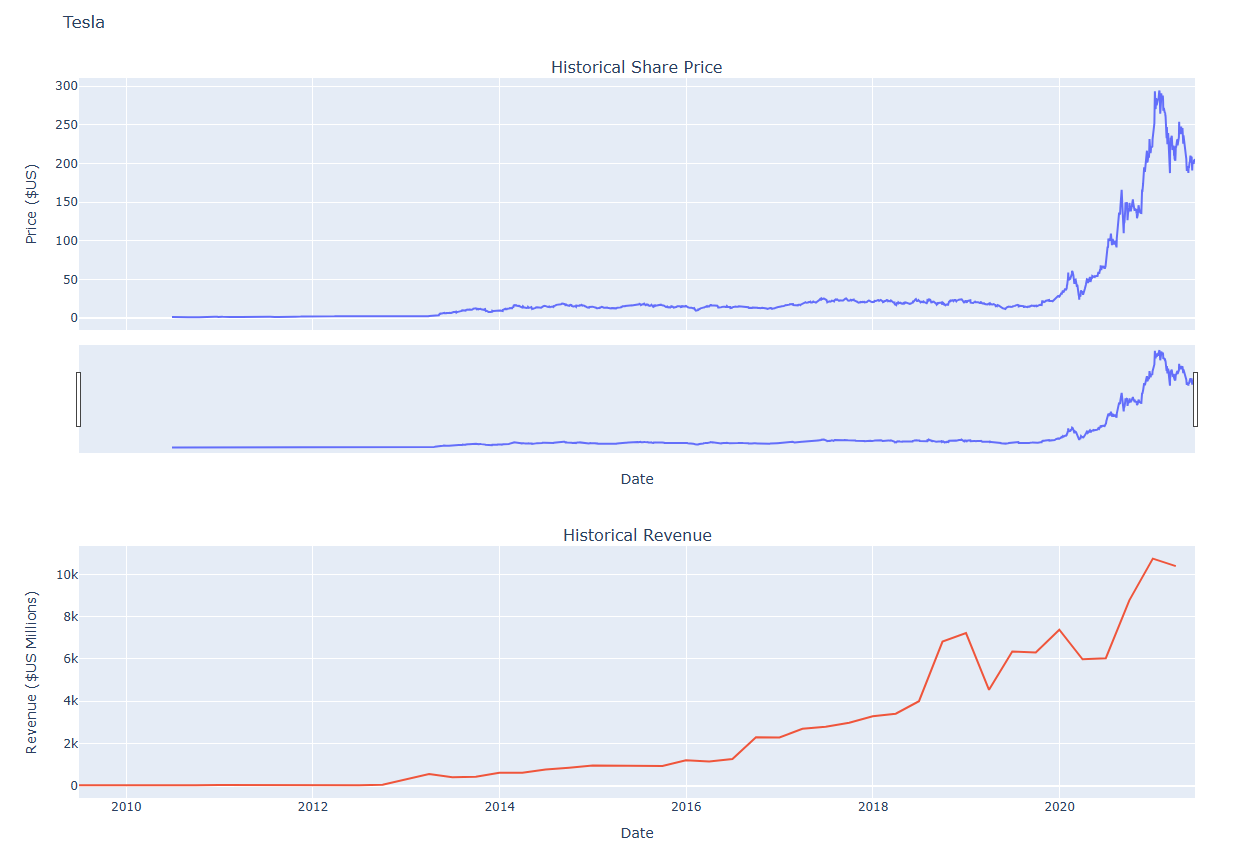 Tesla
Historical Share Price
300
250
200
150
100
50
0
Price ($US)
Date
Historical Revenue
10k
8k
6k
4k
2k
0
Revenue ($US Millions)
2010 2012 2014 2016 2018 2020
Date